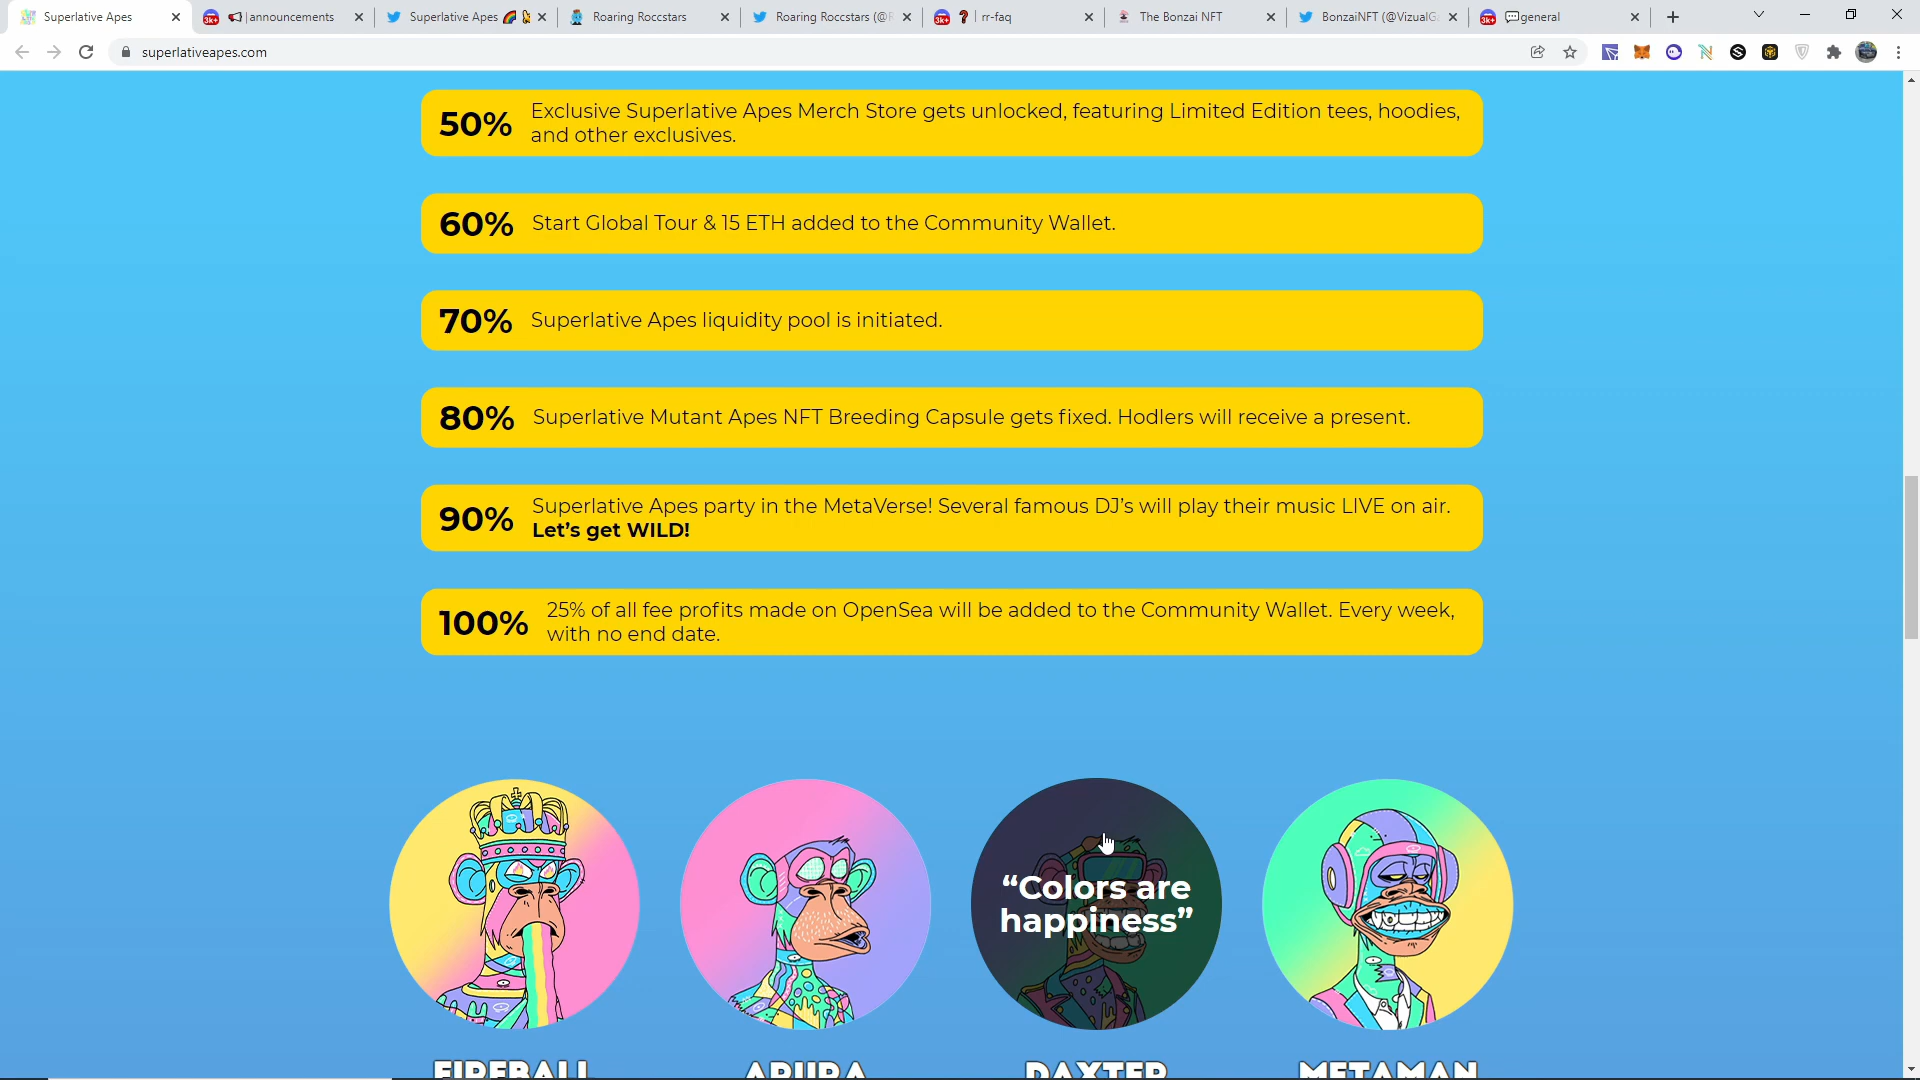 Superlative Apes
announcements
Superlative Apes
Roaring Roccstars
Roaring Roccstars (@R
rr-faq
The Bonzai NFT
BonzaiNFT (@VizualG
general
superlativeapes.com
50%
Exclusive Superlative Apes Merch Store gets unlocked, featuring Limited Edition tees, hoodies,
and other exclusives.
60%
Start Global Tour & 15 ETH added to the Community Wallet.
70%
Superlative Apes liquidity pool is initiated.
80%
Superlative Mutant Apes NFT Breeding Capsule gets fixed. Hodlers will receive a present.
90%
Superlative Apes party in the MetaVerse! Several famous DJ's will play their music LIVE on air.
Let's get WILD!
100%
25% of all fee profits made on OpenSea will be added to the Community Wallet. Every week,
with no end date.
“Colors are
happiness”
FIREBALL
DAXTER
METAMAN